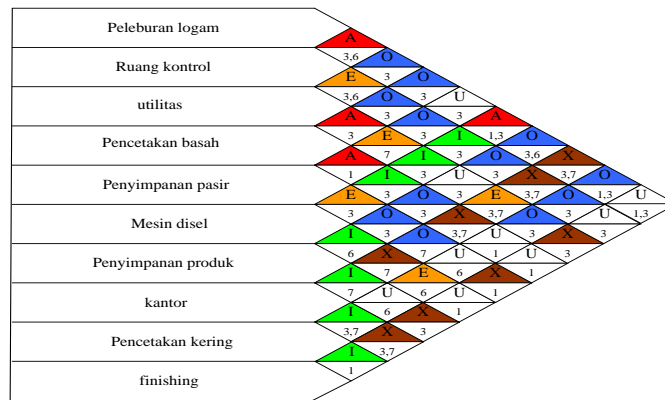 Peleburan logam
A
3,6 O
Ruang kontrol
E 3 O
3,6 O 3 U
utilitas
A 3 O 3 A
3 E 3 I 1,3 O
Pencetakan basah
A 7 I 3 O 3,6 X
1 I 3 U 3 X 3,7 O
Penyimpanan pasir
E 3 O 3 E 3,7 O 1,3 U
3 O 3 X 3,7 O 3 U 1,3
Mesin disel
I 3 O 3,7 U 3 X 3
6 X 7 U 1 U 3
Penyimpanan produk
I 7 E 6 X 1
7 U 6 U 1
kantor
I 6 X 1
3,7 X 3
Pencetakan kering
I 3,7
1
finishing